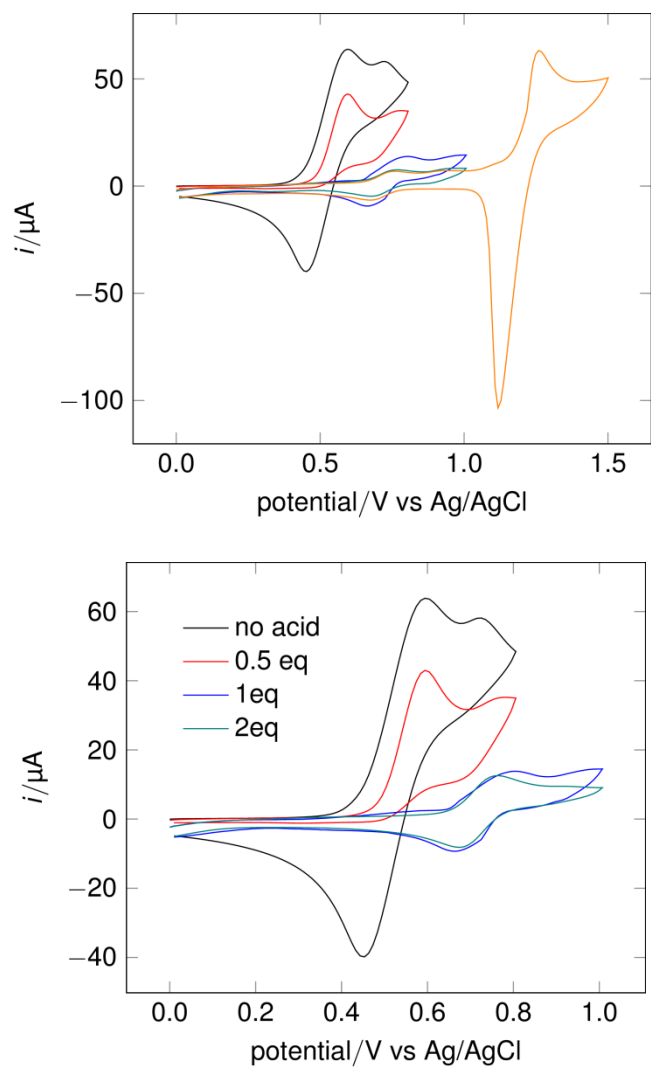 50
0
−50
−100
i/µA
0.0 0.5 1.0 1.5
potential/V vs Ag/AgCl
60
40
20
0
−20
−40
i/µA
no acid
0.5 eq
1eq
2eq
0.0 0.2 0.4 0.6 0.8 1.0
potential/V vs Ag/AgCl